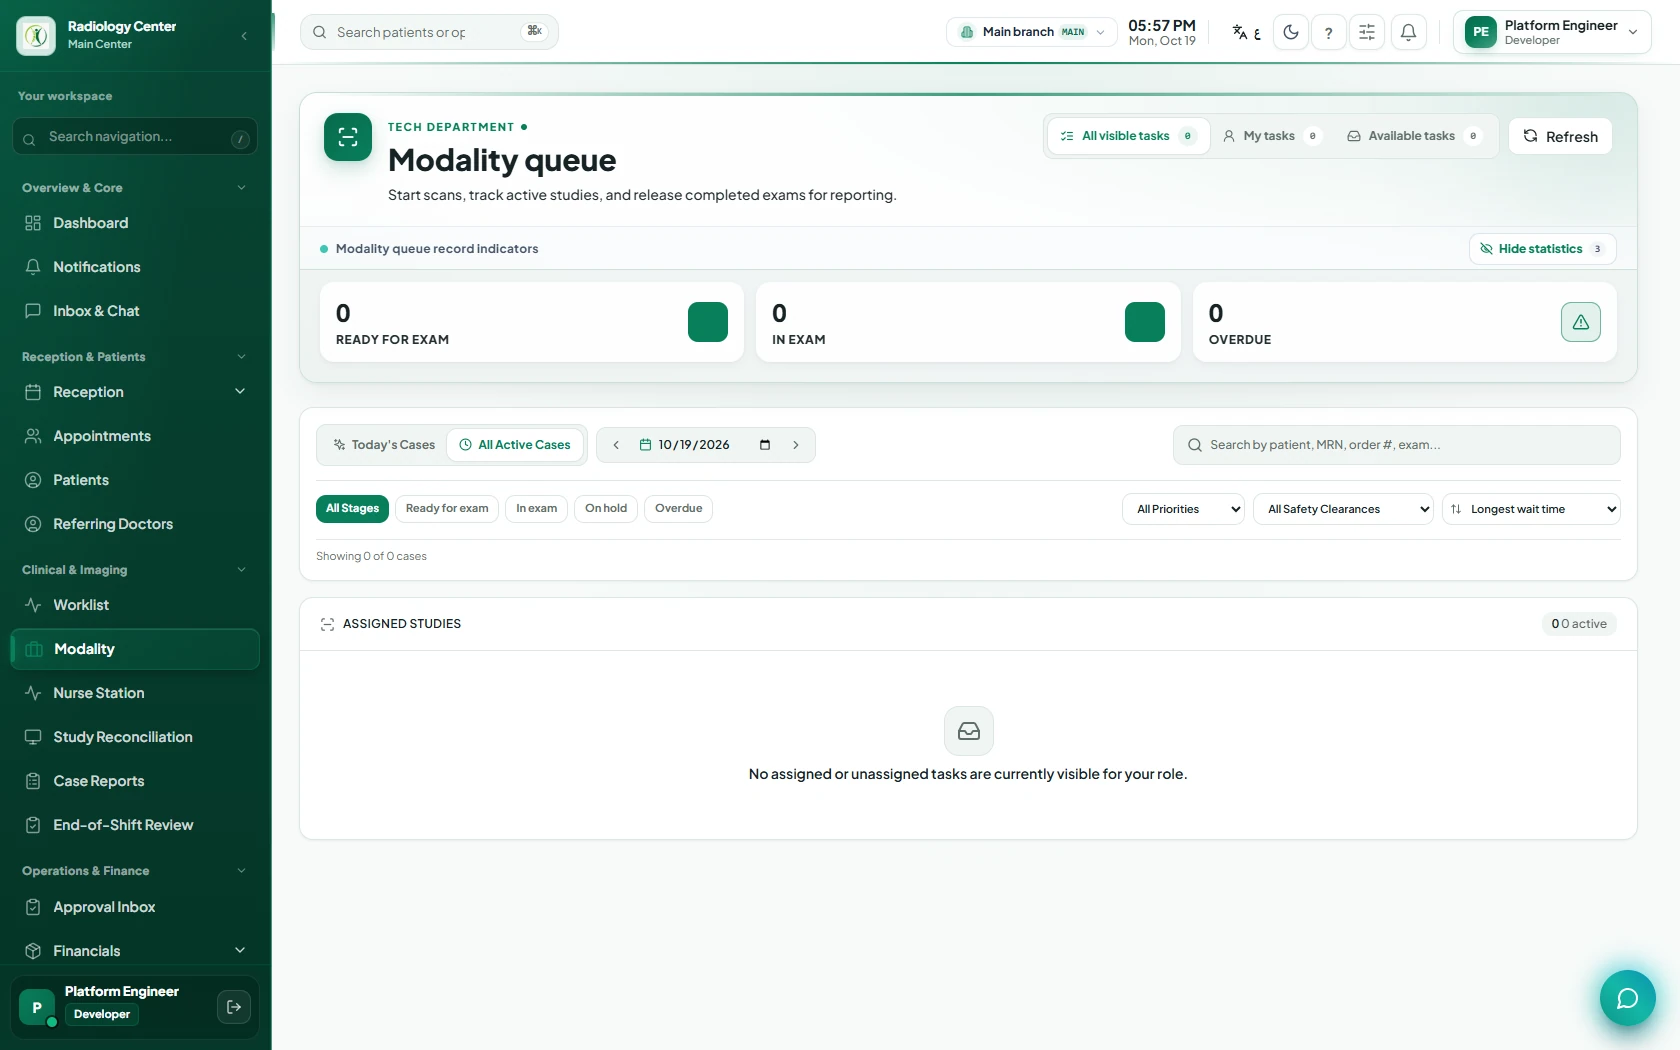 Radiology Center
Main Center
Your workspace
Search navigation...
/
Overview & Core
Dashboard
Notifications
Inbox & Chat
Reception & Patients
Reception
Appointments
Patients
Referring Doctors
Clinical & Imaging
Worklist
Modality
Nurse Station
Study Reconciliation
Case Reports
End-of-Shift Review
Operations & Finance
Approval Inbox
Financials
P
Platform Engineer
Developer
Search patients or op
⌘K
Main branch MAIN
05:57 PM
Mon, Oct 19
ع
?
PE
Platform Engineer
Developer
TECH DEPARTMENT
Modality queue
Start scans, track active studies, and release completed exams for reporting.
All visible tasks 0
My tasks 0
Available tasks 0
Refresh
Modality queue record indicators
Hide statistics 3
0
READY FOR EXAM
0
IN EXAM
0
OVERDUE
Today's Cases
All Active Cases
10/19/2026
Search by patient, MRN, order #, exam...
All Stages
Ready for exam
In exam
On hold
Overdue
All Priorities
All Safety Clearances
Longest wait time
Showing 0 of 0 cases
ASSIGNED STUDIES
0 0 active
No assigned or unassigned tasks are currently visible for your role.